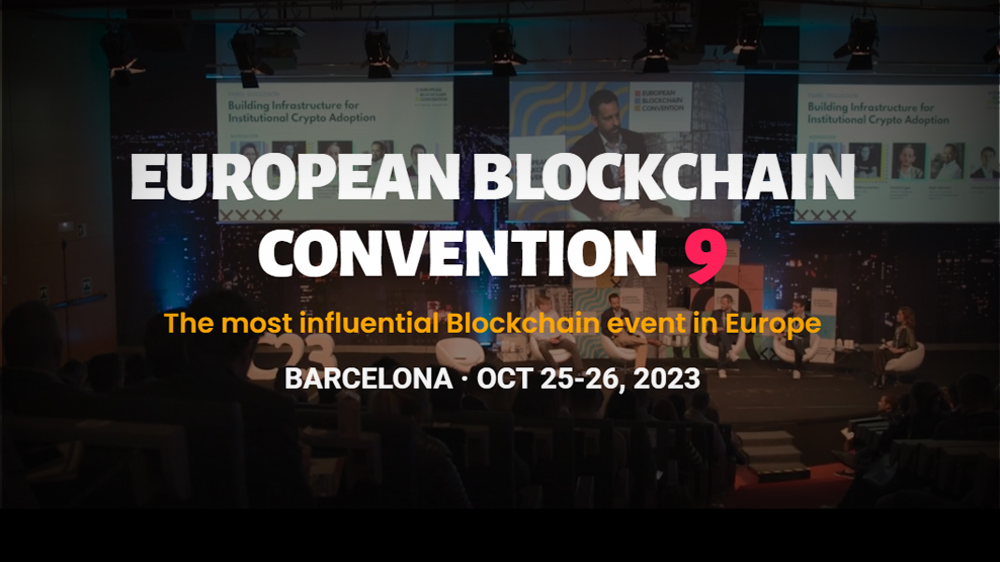 Building Infrastructure for
Institutional Crypto Adoption
EUROPEAN
BLOCKCHAIN
CONVENTION
Building Infrastructure for
Institutional Crypto Adoption
EUROPEAN BLOCKCHAIN
CONVENTION 9
The most influential Blockchain event in Europe
BARCELONA · OCT 25-26, 2023